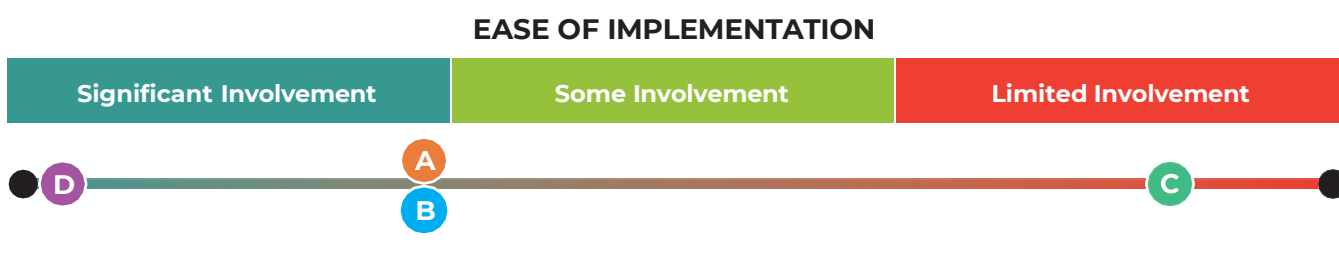 EASE OF IMPLEMENTATION
Significant Involvement Some Involvement Limited Involvement
A
D C
B